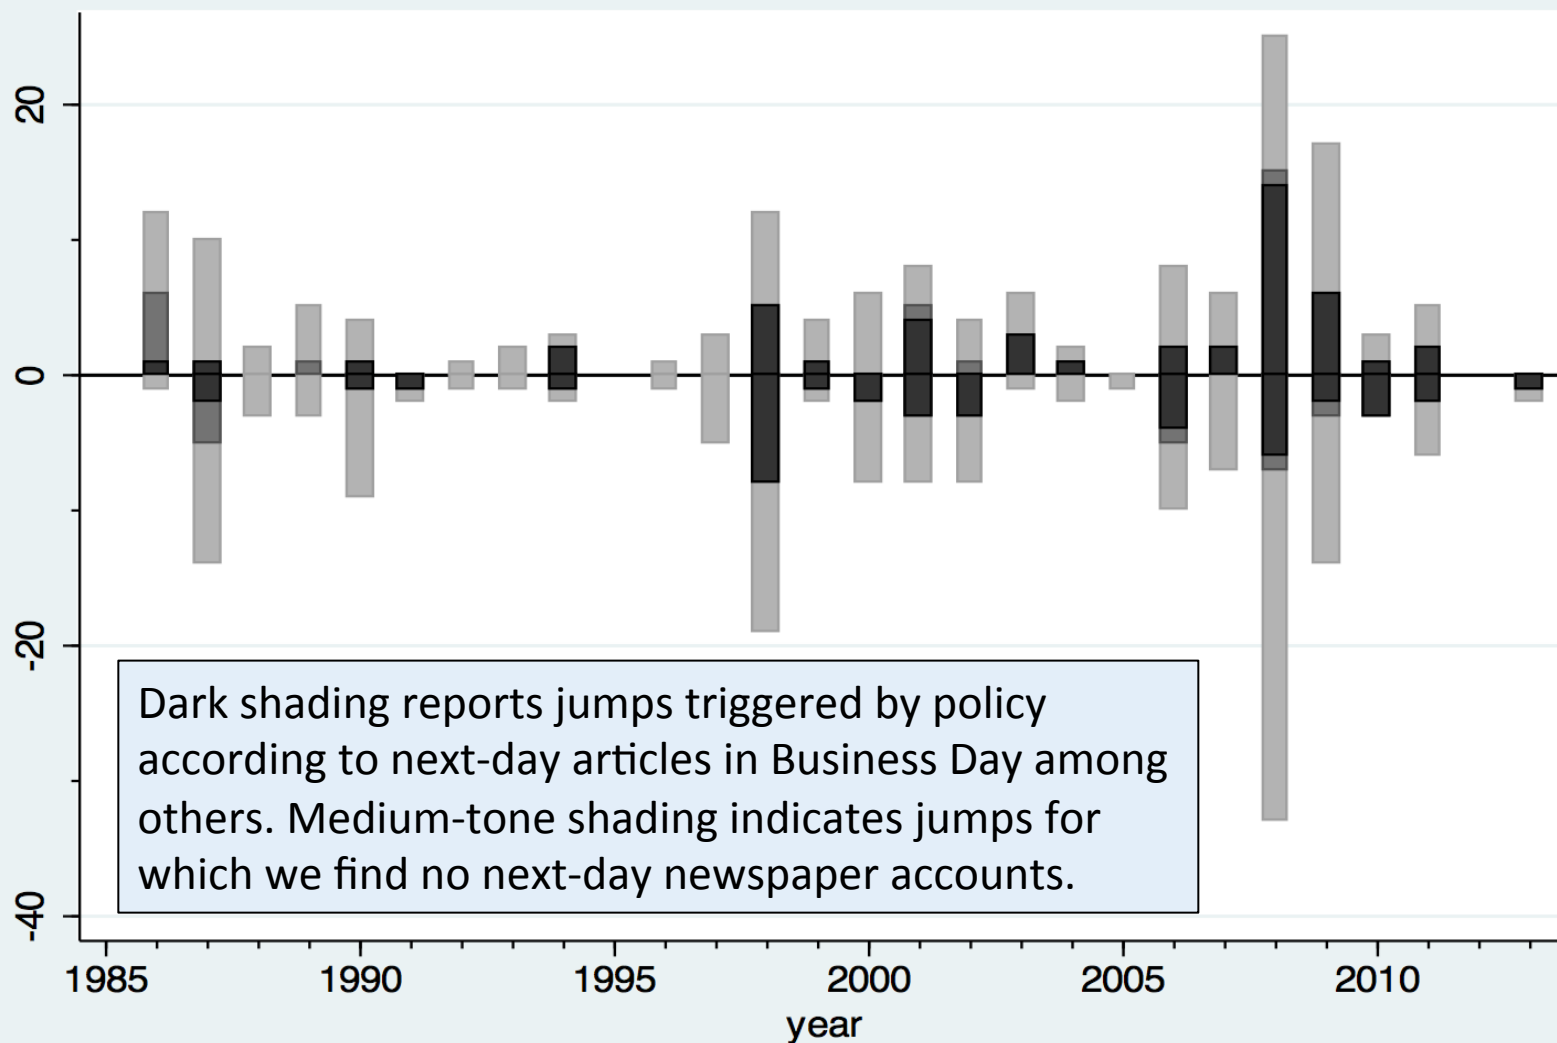 20
0
-20
-40
Dark shading reports jumps triggered by policy
according to next-day articles in Business Day among
others. Medium-tone shading indicates jumps for
which we find no next-day newspaper accounts.
1985 1990 1995 2000 2005 2010
year